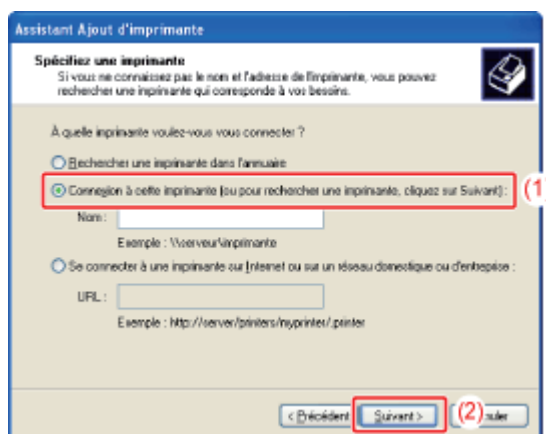 Assistant Ajout d'imprimante
Spécifiez une imprimante
Si vous ne connaissez pas le nom et l'adresse de l'imprimante, vous pouvez
rechercher une imprimante qui corresponde à vos besoins.
À quelle imprimante voulez-vous vous connecter ?
Rechercher une imprimante dans l'annuaire
Connexion à cette imprimante (ou pour rechercher une imprimante, cliquez sur Suivant) :
(1)
Nom :
Exemple : \\serveur\imprimante
Se connecter à une imprimante sur Internet ou sur un réseau domestique ou d'entreprise :
URL :
Exemple : http://server/printers/myprinter/.printer
< Précédent
Suivant >
(2)
uler